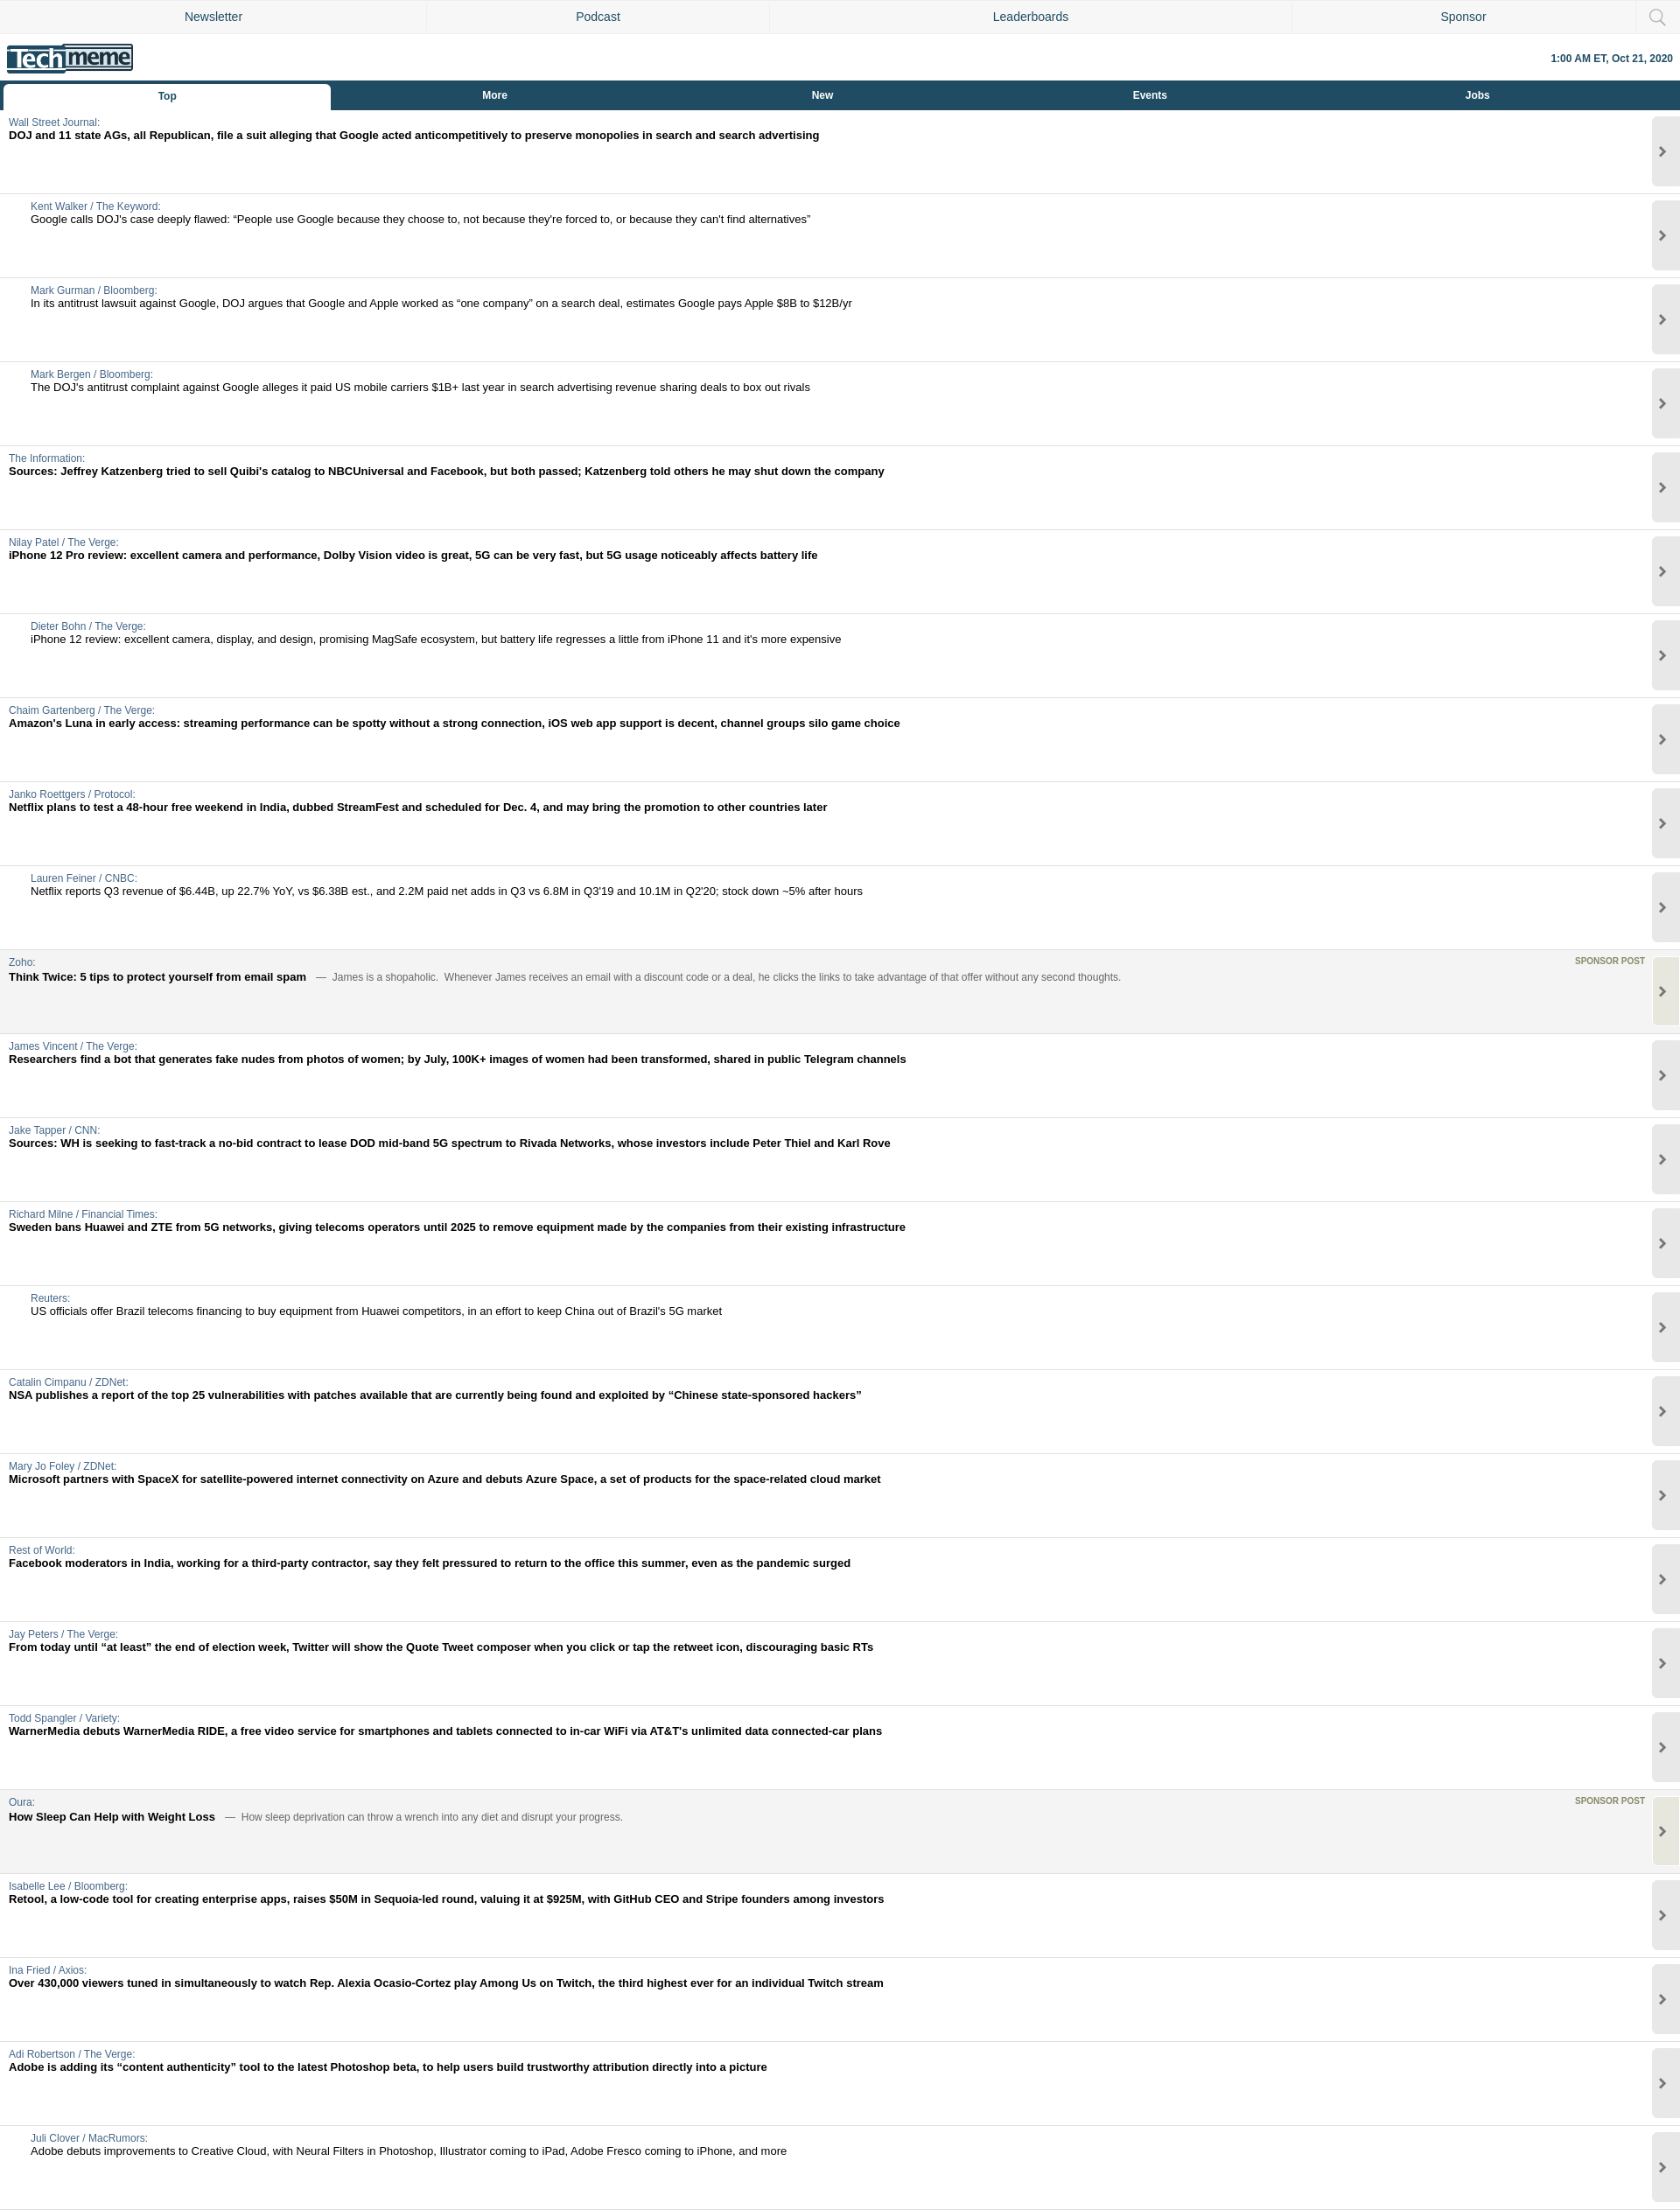 Newsletter
Podcast
Leaderboards
Sponsor
Techmeme
1:00 AM ET, Oct 21, 2020
Top
More
New
Events
Jobs
Wall Street Journal:
DOJ and 11 state AGs, all Republican, file a suit alleging that Google acted anticompetitively to preserve monopolies in search and search advertising
Kent Walker / The Keyword:
Google calls DOJ's case deeply flawed: “People use Google because they choose to, not because they're forced to, or because they can't find alternatives”
Mark Gurman / Bloomberg:
In its antitrust lawsuit against Google, DOJ argues that Google and Apple worked as “one company” on a search deal, estimates Google pays Apple $8B to $12B/yr
Mark Bergen / Bloomberg:
The DOJ's antitrust complaint against Google alleges it paid US mobile carriers $1B+ last year in search advertising revenue sharing deals to box out rivals
The Information:
Sources: Jeffrey Katzenberg tried to sell Quibi's catalog to NBCUniversal and Facebook, but both passed; Katzenberg told others he may shut down the company
Nilay Patel / The Verge:
iPhone 12 Pro review: excellent camera and performance, Dolby Vision video is great, 5G can be very fast, but 5G usage noticeably affects battery life
Dieter Bohn / The Verge:
iPhone 12 review: excellent camera, display, and design, promising MagSafe ecosystem, but battery life regresses a little from iPhone 11 and it's more expensive
Chaim Gartenberg / The Verge:
Amazon's Luna in early access: streaming performance can be spotty without a strong connection, iOS web app support is decent, channel groups silo game choice
Janko Roettgers / Protocol:
Netflix plans to test a 48-hour free weekend in India, dubbed StreamFest and scheduled for Dec. 4, and may bring the promotion to other countries later
Lauren Feiner / CNBC:
Netflix reports Q3 revenue of $6.44B, up 22.7% YoY, vs $6.38B est., and 2.2M paid net adds in Q3 vs 6.8M in Q3'19 and 10.1M in Q2'20; stock down ~5% after hours
Zoho:
SPONSOR POST
Think Twice: 5 tips to protect yourself from email spam — James is a shopaholic. Whenever James receives an email with a discount code or a deal, he clicks the links to take advantage of that offer without any second thoughts.
James Vincent / The Verge:
Researchers find a bot that generates fake nudes from photos of women; by July, 100K+ images of women had been transformed, shared in public Telegram channels
Jake Tapper / CNN:
Sources: WH is seeking to fast-track a no-bid contract to lease DOD mid-band 5G spectrum to Rivada Networks, whose investors include Peter Thiel and Karl Rove
Richard Milne / Financial Times:
Sweden bans Huawei and ZTE from 5G networks, giving telecoms operators until 2025 to remove equipment made by the companies from their existing infrastructure
Reuters:
US officials offer Brazil telecoms financing to buy equipment from Huawei competitors, in an effort to keep China out of Brazil's 5G market
Catalin Cimpanu / ZDNet:
NSA publishes a report of the top 25 vulnerabilities with patches available that are currently being found and exploited by “Chinese state-sponsored hackers”
Mary Jo Foley / ZDNet:
Microsoft partners with SpaceX for satellite-powered internet connectivity on Azure and debuts Azure Space, a set of products for the space-related cloud market
Rest of World:
Facebook moderators in India, working for a third-party contractor, say they felt pressured to return to the office this summer, even as the pandemic surged
Jay Peters / The Verge:
From today until “at least” the end of election week, Twitter will show the Quote Tweet composer when you click or tap the retweet icon, discouraging basic RTs
Todd Spangler / Variety:
WarnerMedia debuts WarnerMedia RIDE, a free video service for smartphones and tablets connected to in-car WiFi via AT&T's unlimited data connected-car plans
Oura:
SPONSOR POST
How Sleep Can Help with Weight Loss — How sleep deprivation can throw a wrench into any diet and disrupt your progress.
Isabelle Lee / Bloomberg:
Retool, a low-code tool for creating enterprise apps, raises $50M in Sequoia-led round, valuing it at $925M, with GitHub CEO and Stripe founders among investors
Ina Fried / Axios:
Over 430,000 viewers tuned in simultaneously to watch Rep. Alexia Ocasio-Cortez play Among Us on Twitch, the third highest ever for an individual Twitch stream
Adi Robertson / The Verge:
Adobe is adding its “content authenticity” tool to the latest Photoshop beta, to help users build trustworthy attribution directly into a picture
Juli Clover / MacRumors:
Adobe debuts improvements to Creative Cloud, with Neural Filters in Photoshop, Illustrator coming to iPad, Adobe Fresco coming to iPhone, and more